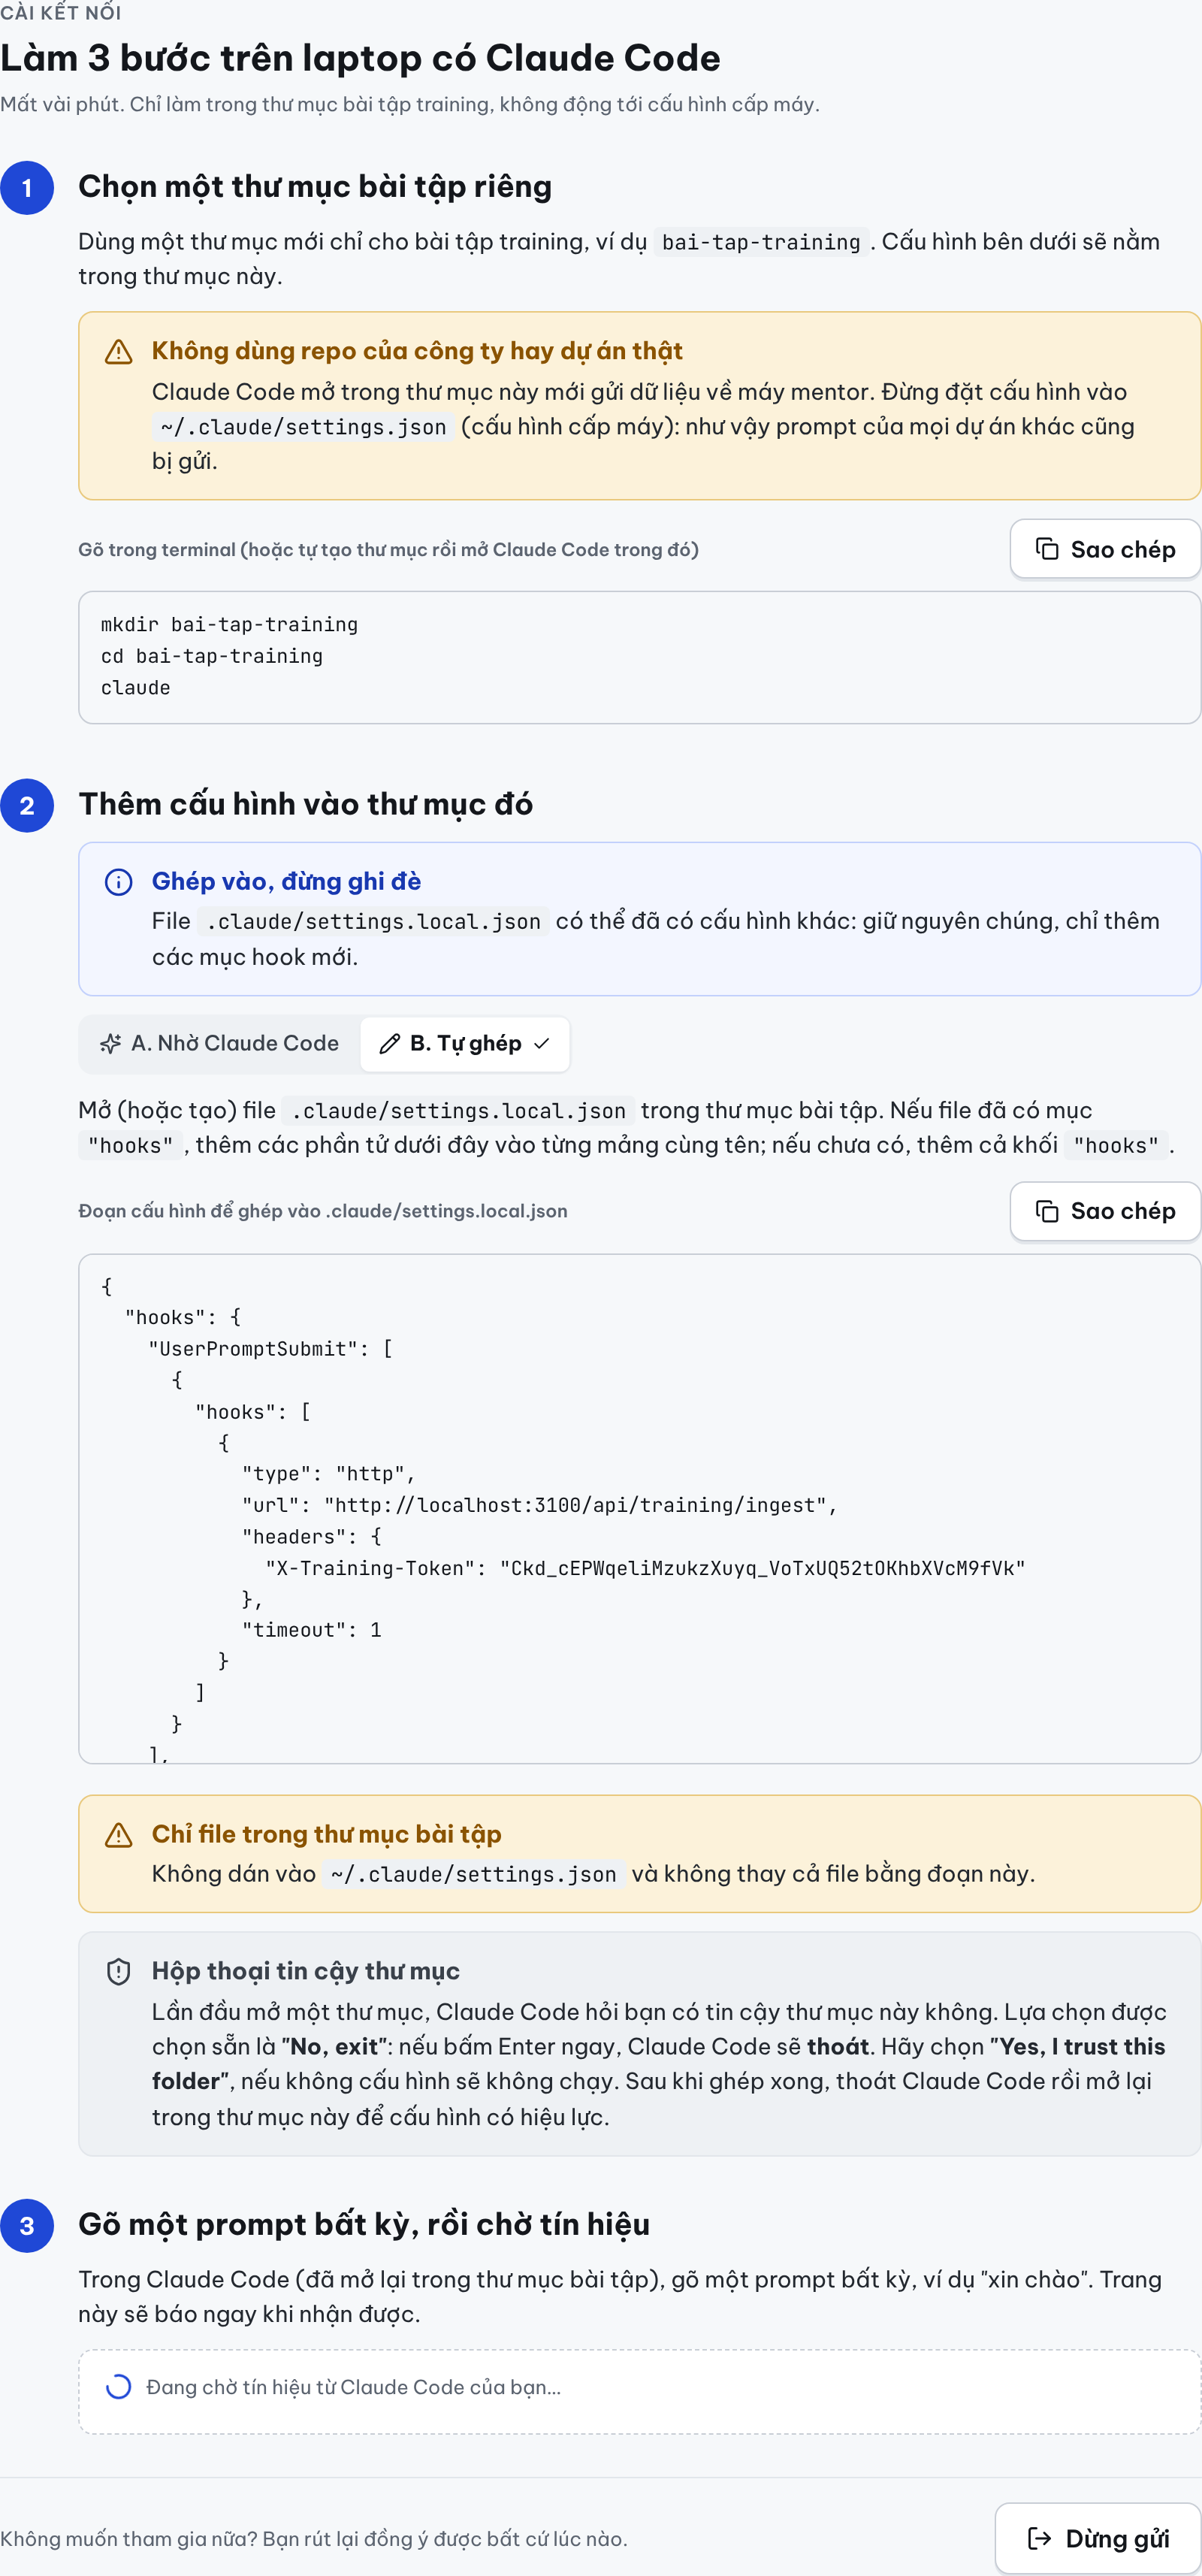 CÀI KẾT NỐI
Làm 3 bước trên laptop có Claude Code
Mất vài phút. Chỉ làm trong thư mục bài tập training, không động tới cấu hình cấp máy.
1
Chọn một thư mục bài tập riêng
Dùng một thư mục mới chỉ cho bài tập training, ví dụ bai-tap-training. Cấu hình bên dưới sẽ nằm
trong thư mục này.
Không dùng repo của công ty hay dự án thật
Claude Code mở trong thư mục này mới gửi dữ liệu về máy mentor. Đừng đặt cấu hình vào
~/.claude/settings.json (cấu hình cấp máy): như vậy prompt của mọi dự án khác cũng
bị gửi.
Gõ trong terminal (hoặc tự tạo thư mục rồi mở Claude Code trong đó)
Sao chép
mkdir bai-tap-training
cd bai-tap-training
claude
2
Thêm cấu hình vào thư mục đó
Ghép vào, đừng ghi đè
File .claude/settings.local.json có thể đã có cấu hình khác: giữ nguyên chúng, chỉ thêm
các mục hook mới.
A. Nhờ Claude Code
B. Tự ghép
Mở (hoặc tạo) file .claude/settings.local.json trong thư mục bài tập. Nếu file đã có mục
"hooks", thêm các phần tử dưới đây vào từng mảng cùng tên; nếu chưa có, thêm cả khối "hooks".
Đoạn cấu hình để ghép vào .claude/settings.local.json
Sao chép
{
"hooks": {
"UserPromptSubmit": [
{
"hooks": [
{
"type": "http",
"url": "http://localhost:3100/api/training/ingest",
"headers": {
"X-Training-Token": "Ckd_cEPWqeliMzukzXuyq_VoTxUQ52tOKhbXVcM9fVk"
},
"timeout": 1
}
]
}
],
Chỉ file trong thư mục bài tập
Không dán vào ~/.claude/settings.json và không thay cả file bằng đoạn này.
Hộp thoại tin cậy thư mục
Lần đầu mở một thư mục, Claude Code hỏi bạn có tin cậy thư mục này không. Lựa chọn được
chọn sẵn là "No, exit": nếu bấm Enter ngay, Claude Code sẽ thoát. Hãy chọn "Yes, I trust this
folder", nếu không cấu hình sẽ không chạy. Sau khi ghép xong, thoát Claude Code rồi mở lại
trong thư mục này để cấu hình có hiệu lực.
3
Gõ một prompt bất kỳ, rồi chờ tín hiệu
Trong Claude Code (đã mở lại trong thư mục bài tập), gõ một prompt bất kỳ, ví dụ "xin chào". Trang
này sẽ báo ngay khi nhận được.
Đang chờ tín hiệu từ Claude Code của bạn...
Không muốn tham gia nữa? Bạn rút lại đồng ý được bất cứ lúc nào.
Dừng gửi